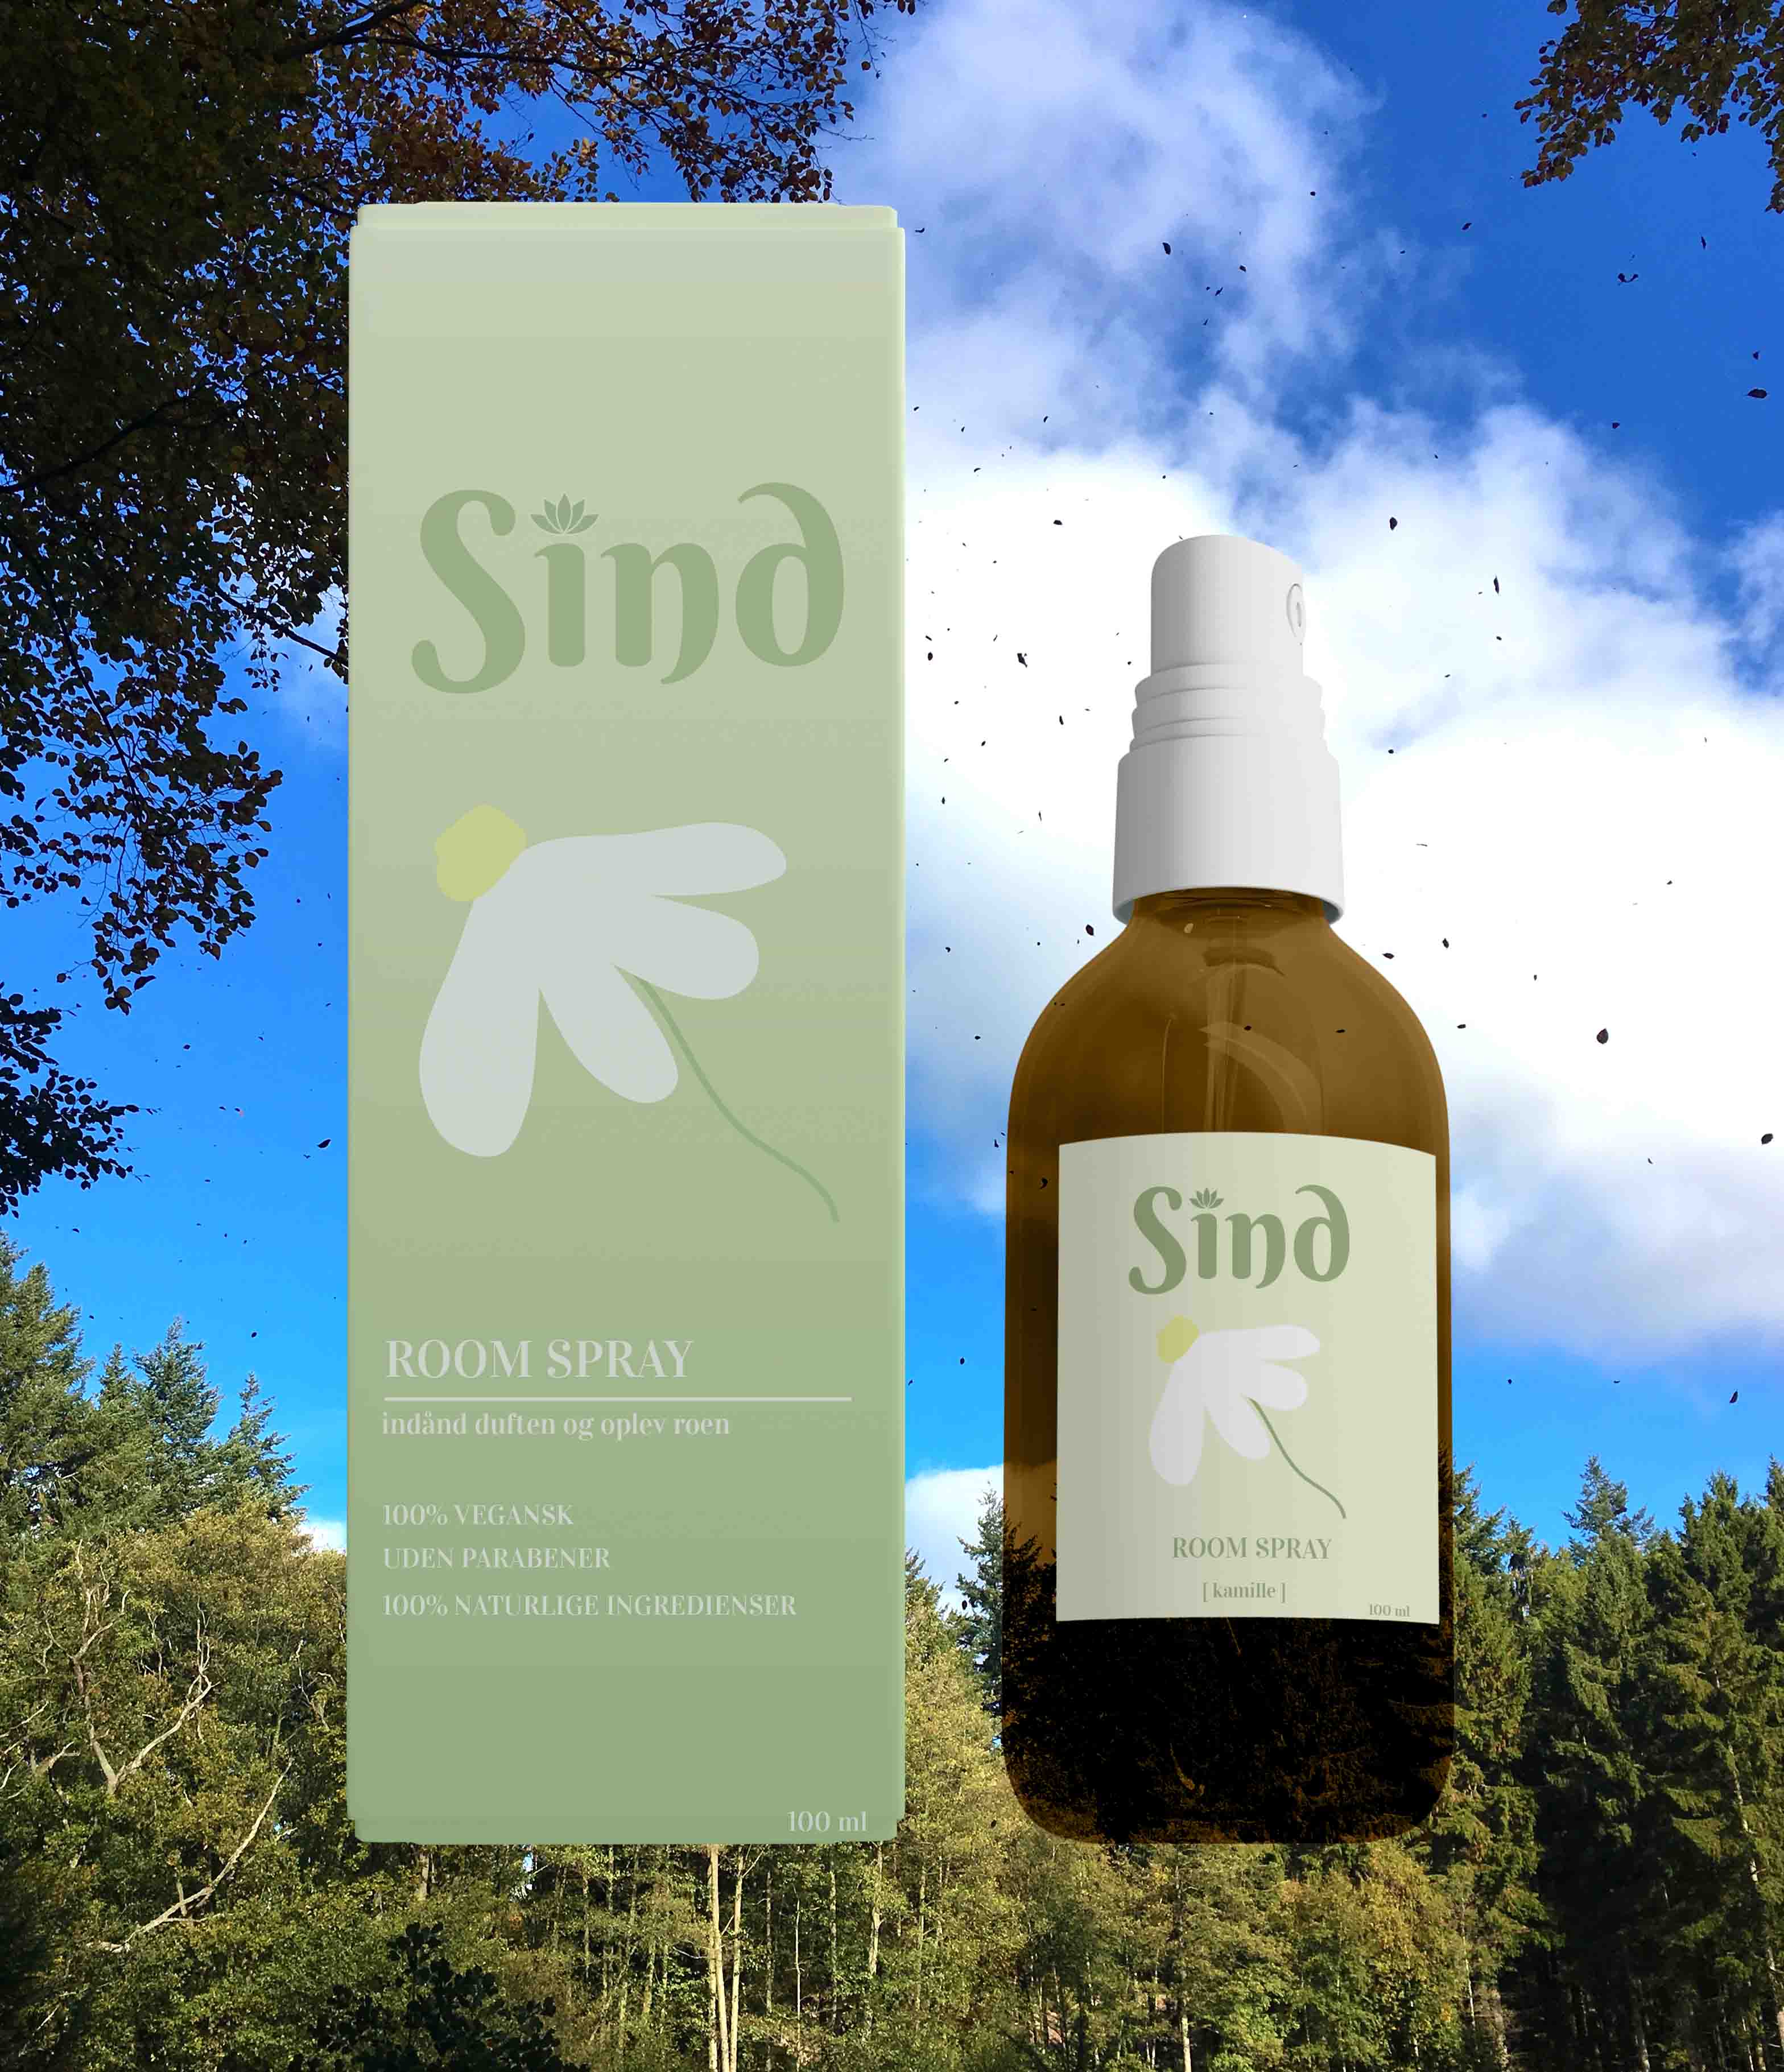 Sind
ROOM SPRAY
indånd duften og oplev roen
100% VEGANSK
UDEN PARABENER
100% NATURLIGE INGREDIENSER
100 ml
Sind
ROOM SPRAY
[ kamille ]
100 ml